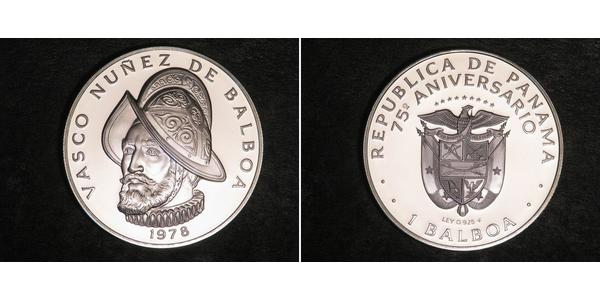 VASCO NUÑEZ DE BALBOA
1978
REPUBLICA DE PANAMA
75º ANIVERSARIO
LEY 0.925
1 BALBOA